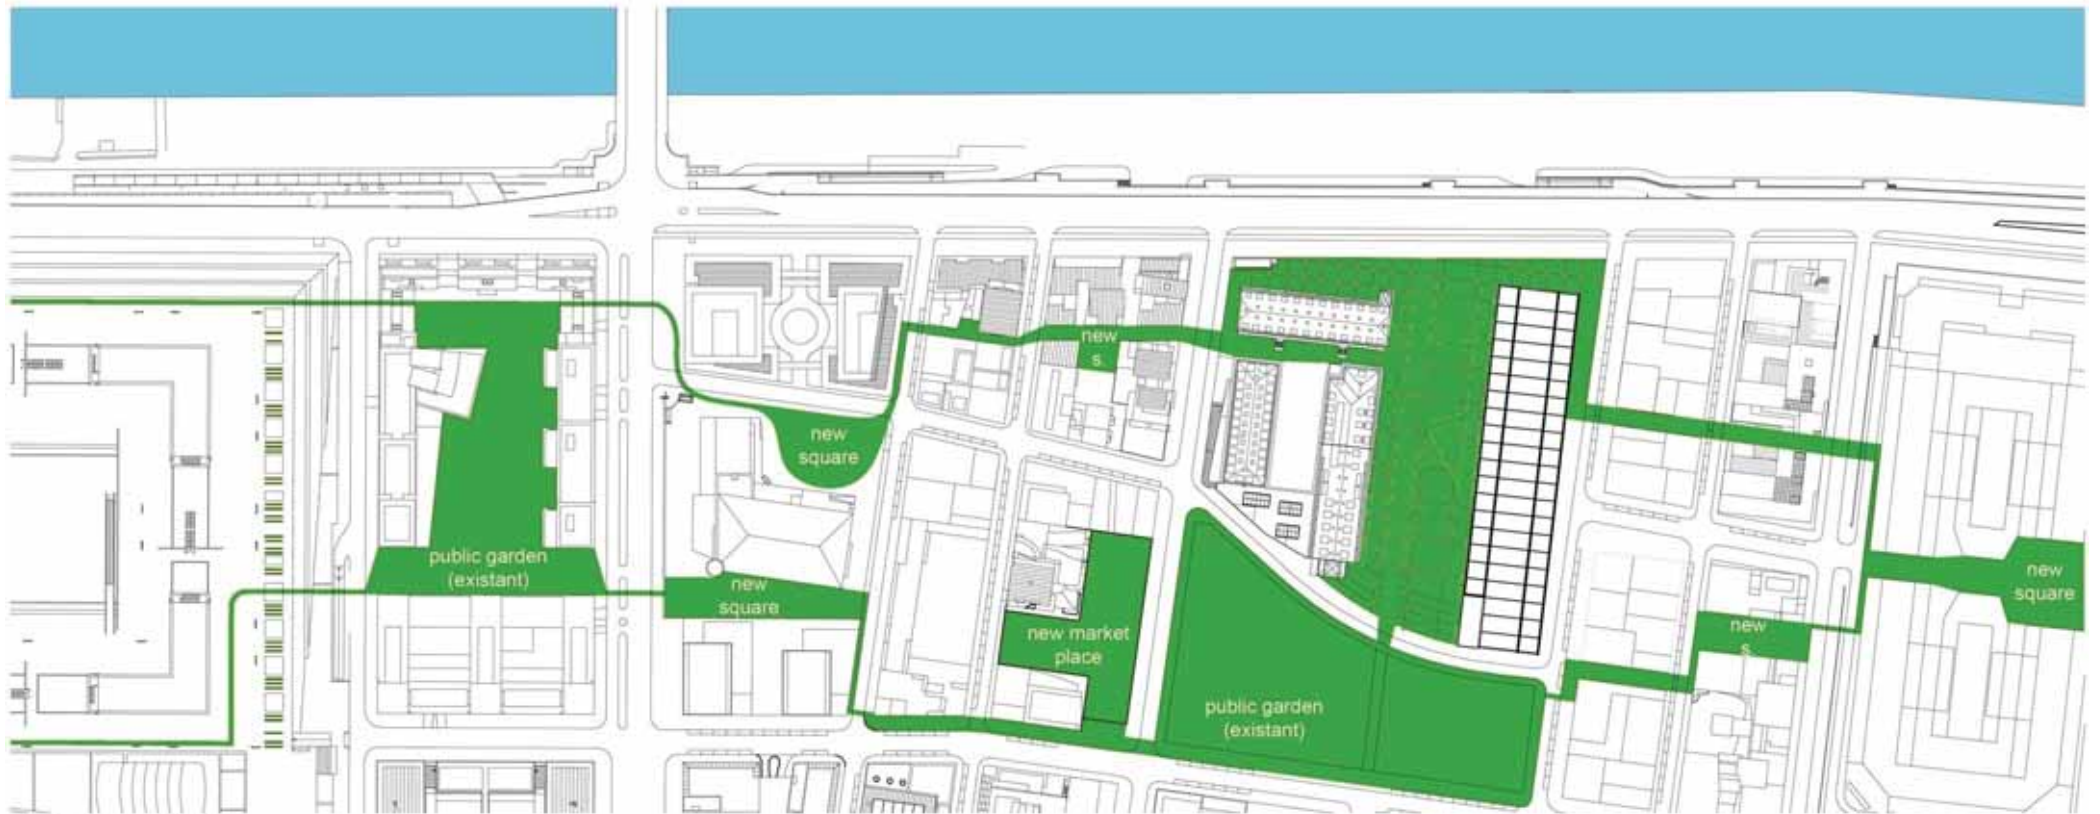 new
s.
new
square
public garden
(existant)
new
square
new market
place
public garden
(existant)
new
s.
new
square